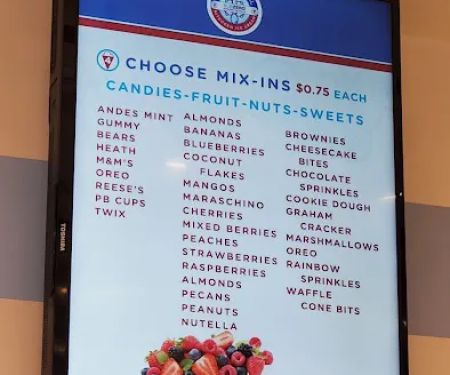 4 CHOOSE MIX-INS $0.75 EACH
CANDIES-FRUIT-NUTS-SWEETS
ANDES MINT
GUMMY
BEARS
HEATH
M&M'S
OREO
REESE'S
PB CUPS
TWIX
ALMONDS
BANANAS
BLUEBERRIES
COCONUT
FLAKES
MANGOS
MARASCHINO
CHERRIES
MIXED BERRIES
PEACHES
STRAWBERRIES
RASPBERRIES
ALMONDS
PECANS
PEANUTS
NUTELLA
BROWNIES
CHEESECAKE
BITES
CHOCOLATE
SPRINKLES
COOKIE DOUGH
GRAHAM
CRACKER
MARSHMALLOWS
OREO
RAINBOW
SPRINKLES
WAFFLE
CONE BITS
TOSHIBA